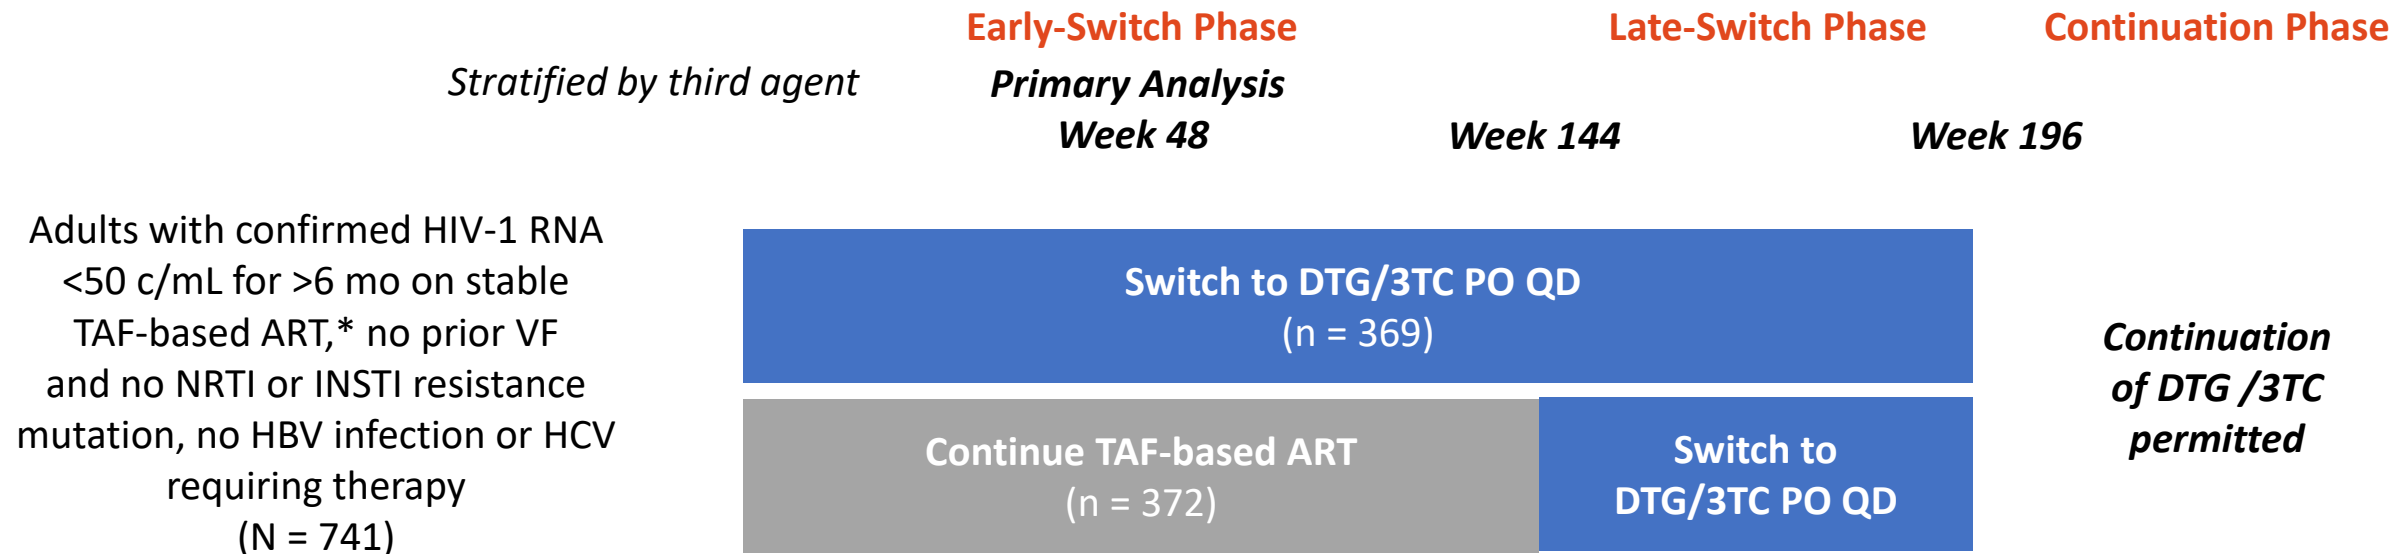 Early-Switch Phase
Late-Switch Phase
Continuation Phase
Stratified by third agent
Primary Analysis
Week 48
Week 144
Week 196
Adults with confirmed HIV-1 RNA
<50 c/mL for >6 mo on stable
TAF-based ART,* no prior VF
and no NRTI or INSTI resistance
mutation, no HBV infection or HCV
requiring therapy
(N = 741)
Switch to DTG/3TC PO QD
(n = 369)
Continue TAF-based ART
(n = 372)
Switch to
DTG/3TC PO QD
Continuation
of DTG /3TC
permitted